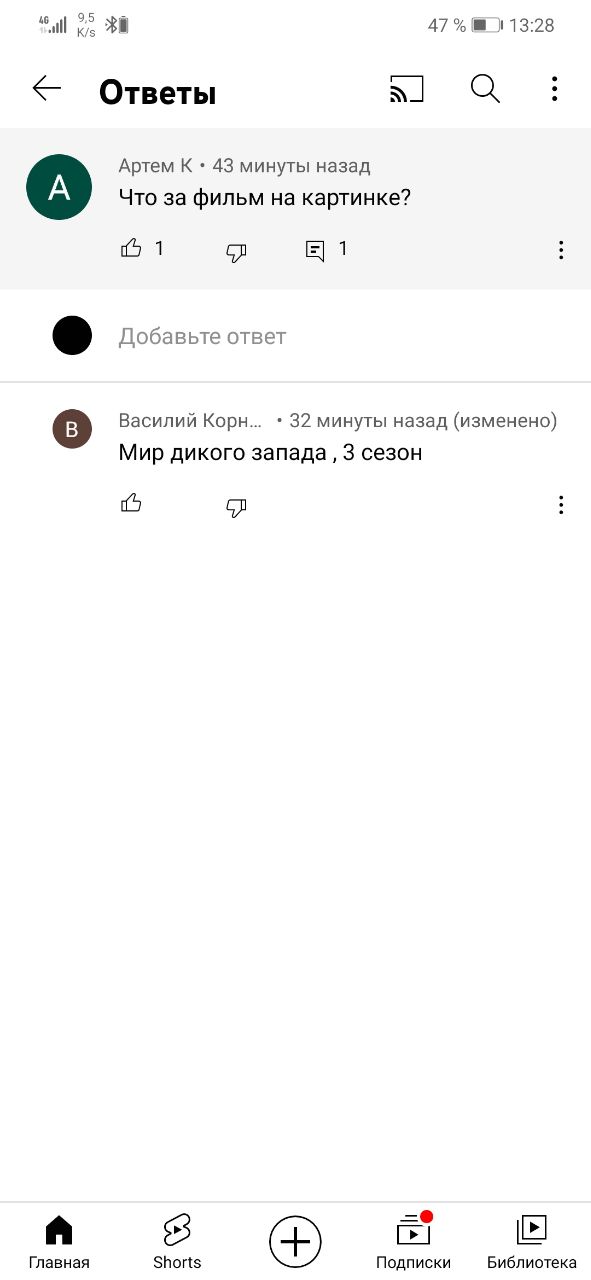 4G 9,5 K/s 47 % 13:28
Ответы
Артем К • 43 минуты назад
Что за фильм на картинке?
1 1
Добавьте ответ
Василий Корн... • 32 минуты назад (изменено)
Мир дикого запада , 3 сезон
Главная Shorts Подписки Библиотека
A
B